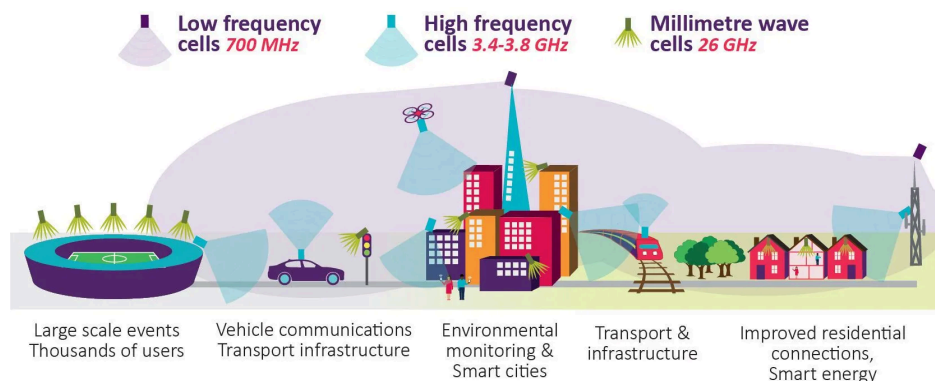 Low frequency
cells 700 MHz
High frequency
cells 3.4-3.8 GHz
Millimetre wave
cells 26 GHz
Large scale events
Thousands of users
Vehicle communications
Transport infrastructure
Environmental
monitoring &
Smart cities
Transport &
infrastructure
Improved residential
connections,
Smart energy